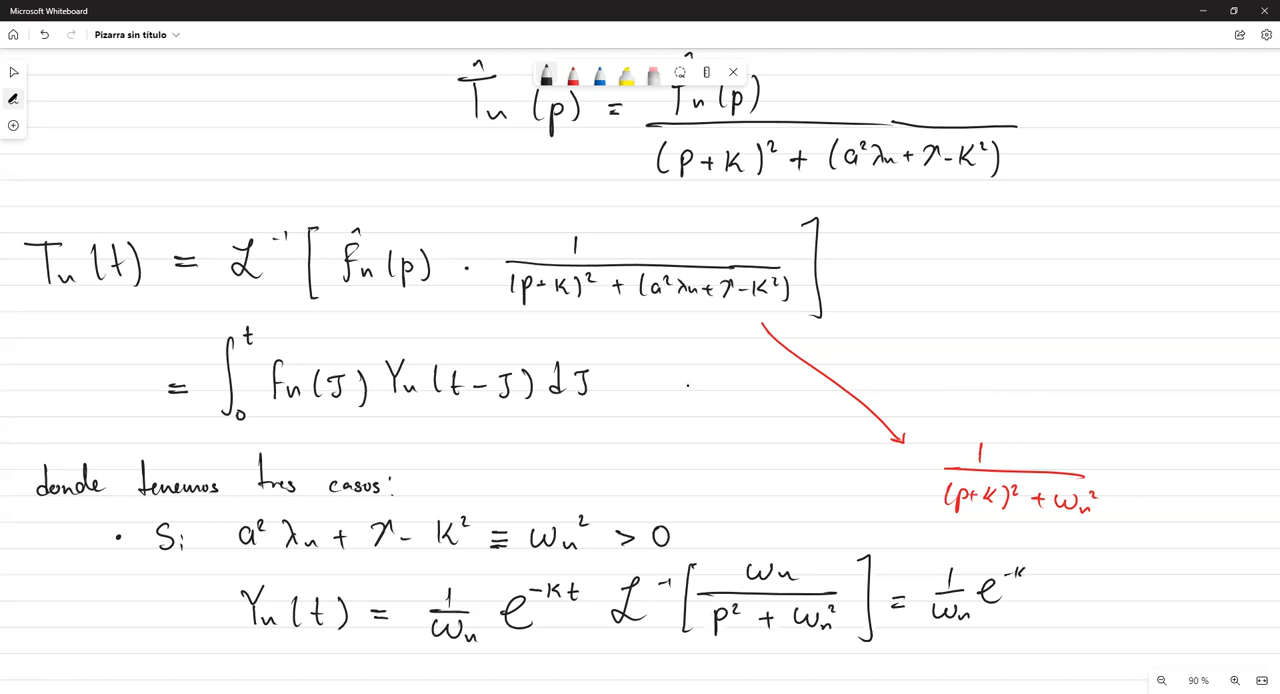 Microsoft Whiteboard
Pizarra sin título
T̂n (p) = f̂n(p) / ((p+K)² + (a²λn + γ - K²))
Tn(t) = ℒ⁻¹ [ f̂n(p) · 1 / ((p+K)² + (a²λn + γ - K²)) ]
= ∫₀ᵗ fn(J) Yn(t-J) dJ
1 / ((p+K)² + ωn²)
donde tenemos tres casos:
· Si a²λn + γ - K² ≡ ωn² > 0
Yn(t) = 1/ωn e^(-Kt) ℒ⁻¹ [ ωn / (p² + ωn²) ] = 1/ωn e^(-K
90 %